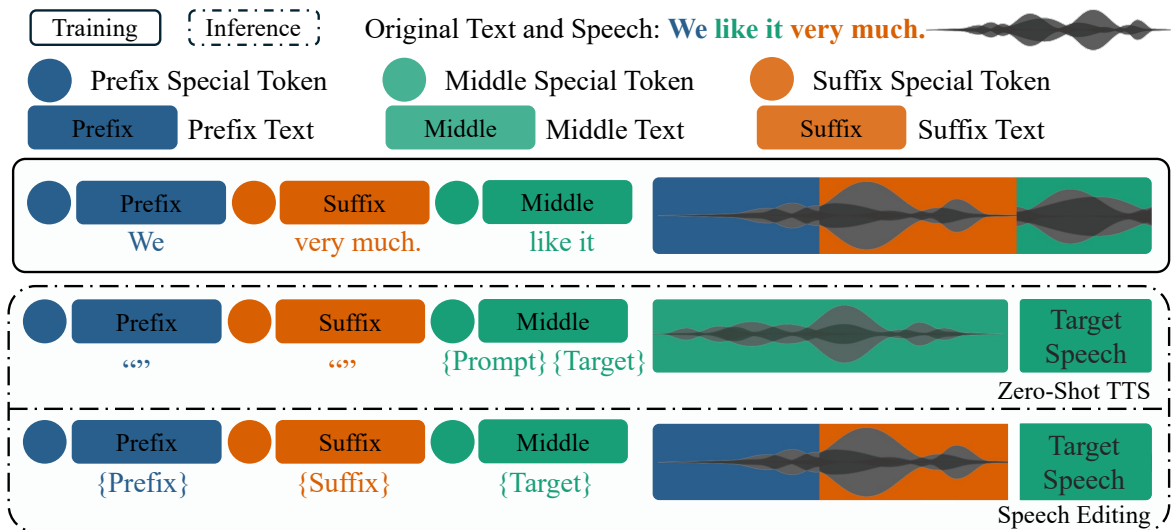 Training Inference Original Text and Speech: We like it very much.
Prefix Special Token Middle Special Token Suffix Special Token
Prefix Prefix Text Middle Middle Text Suffix Suffix Text
Prefix Suffix Middle
We very much. like it
Prefix Suffix Middle
“” “” {Prompt} {Target}
Target
Speech
Zero-Shot TTS
Prefix Suffix Middle
{Prefix} {Suffix} {Target}
Target
Speech
Speech Editing